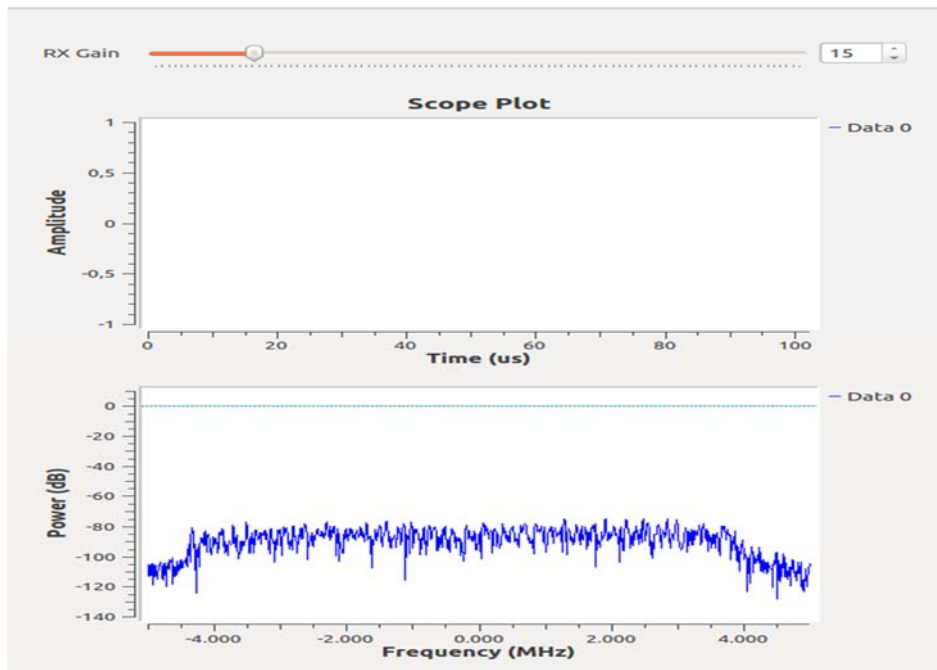 RX Gain 15
Scope Plot
Data 0
1
0,5
0
-0,5
-1
Amplitude
0 20 40 60 80 100
Time (us)
Data 0
0
-20
-40
-60
-80
-100
-120
-140
Power (dB)
-4.000 -2.000 0.000 2.000 4.000
Frequency (MHz)